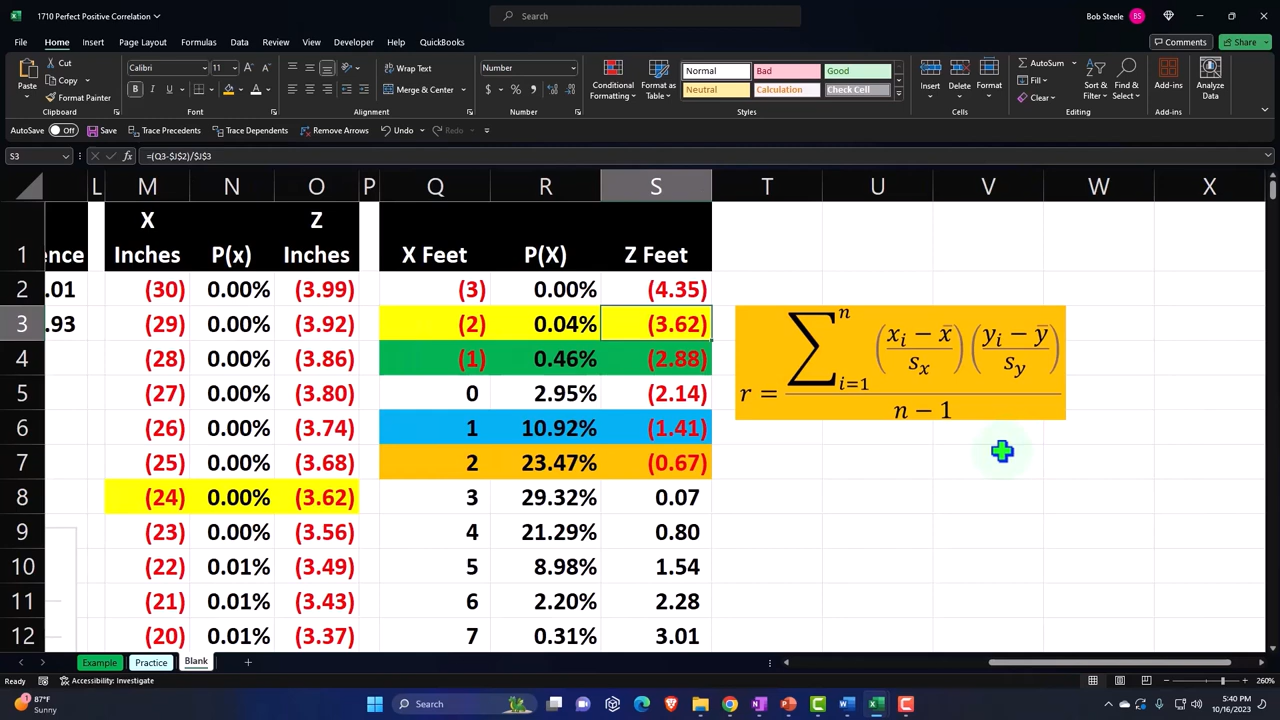 1710 Perfect Positive Correlation
Search
Bob Steele
BS
File Home Insert Page Layout Formulas Data Review View Developer Help QuickBooks
Comments
Share
Cut
Copy
Format Painter
Paste
Clipboard
Calibri
11
B I U
Font
Wrap Text
Merge & Center
Alignment
Number
$ % ,
Number
Conditional Formatting
Format as Table
Normal Bad Good
Neutral Calculation Check Cell
Styles
Insert Delete Format
Cells
AutoSum
Fill
Clear
Sort & Filter
Find & Select
Editing
Add-ins
Add-ins
Analyze Data
AutoSave Off Save Trace Precedents Trace Dependents Remove Arrows Undo Redo
S3
fx
=(Q3-$J$2)/$J$3
L M N O P Q R S T U V W X
X Z
1 ence Inches P(x) Inches X Feet P(X) Z Feet
2 .01 (30) 0.00% (3.99) (3) 0.00% (4.35)
3 .93 (29) 0.00% (3.92) (2) 0.04% (3.62)
4 (28) 0.00% (3.86) (1) 0.46% (2.88)
5 (27) 0.00% (3.80) 0 2.95% (2.14)
6 (26) 0.00% (3.74) 1 10.92% (1.41)
7 (25) 0.00% (3.68) 2 23.47% (0.67)
8 (24) 0.00% (3.62) 3 29.32% 0.07
9 (23) 0.00% (3.56) 4 21.29% 0.80
10 (22) 0.01% (3.49) 5 8.98% 1.54
11 (21) 0.01% (3.43) 6 2.20% 2.28
12 (20) 0.01% (3.37) 7 0.31% 3.01
r = ∑ⁿᵢ₌₁ ((xᵢ − x̄)/sₓ) ((yᵢ − ȳ)/s_y) / (n − 1)
Example Practice Blank
Ready
Accessibility: Investigate
260%
1
87°F
Sunny
Search
5:40 PM
10/16/2023